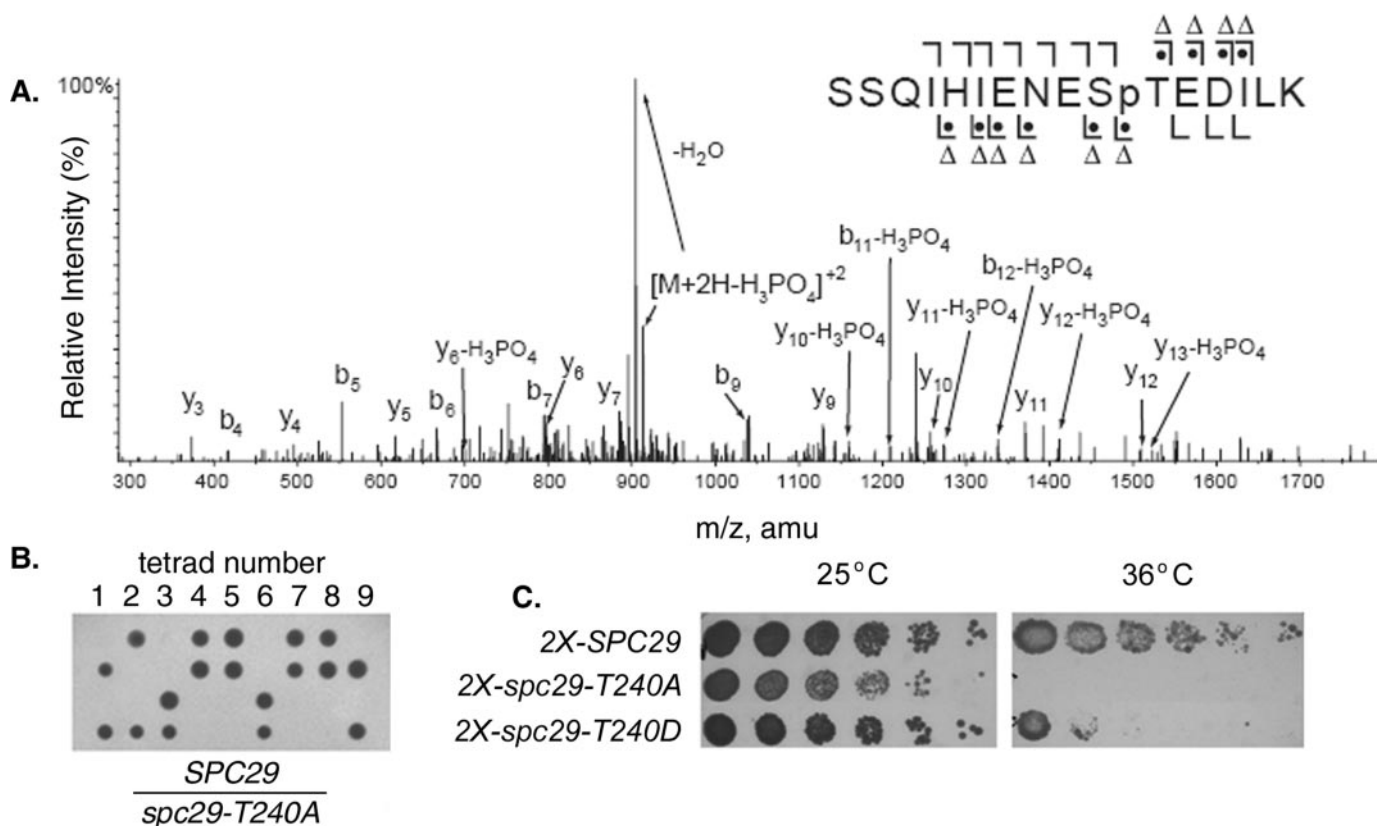 A.
100%
Relative Intensity (%)
Δ Δ Δ Δ
SSQIHIENESpTEDILK
Δ Δ Δ Δ Δ Δ
-H₂O
[M+2H-H₃PO₄]⁺²
y₃
b₄
y₄
b₅
y₅
b₆
y₆-H₃PO₄
b₇
y₆
y₇
b₉
y₉
y₁₀-H₃PO₄
b₁₁-H₃PO₄
y₁₀
y₁₁-H₃PO₄
b₁₂-H₃PO₄
y₁₁
y₁₂-H₃PO₄
y₁₂
y₁₃-H₃PO₄
300 400 500 600 700 800 900 1000 1100 1200 1300 1400 1500 1600 1700
m/z, amu
B.
tetrad number
1 2 3 4 5 6 7 8 9
SPC29
spc29-T240A
C.
25°C 36°C
2X-SPC29
2X-spc29-T240A
2X-spc29-T240D